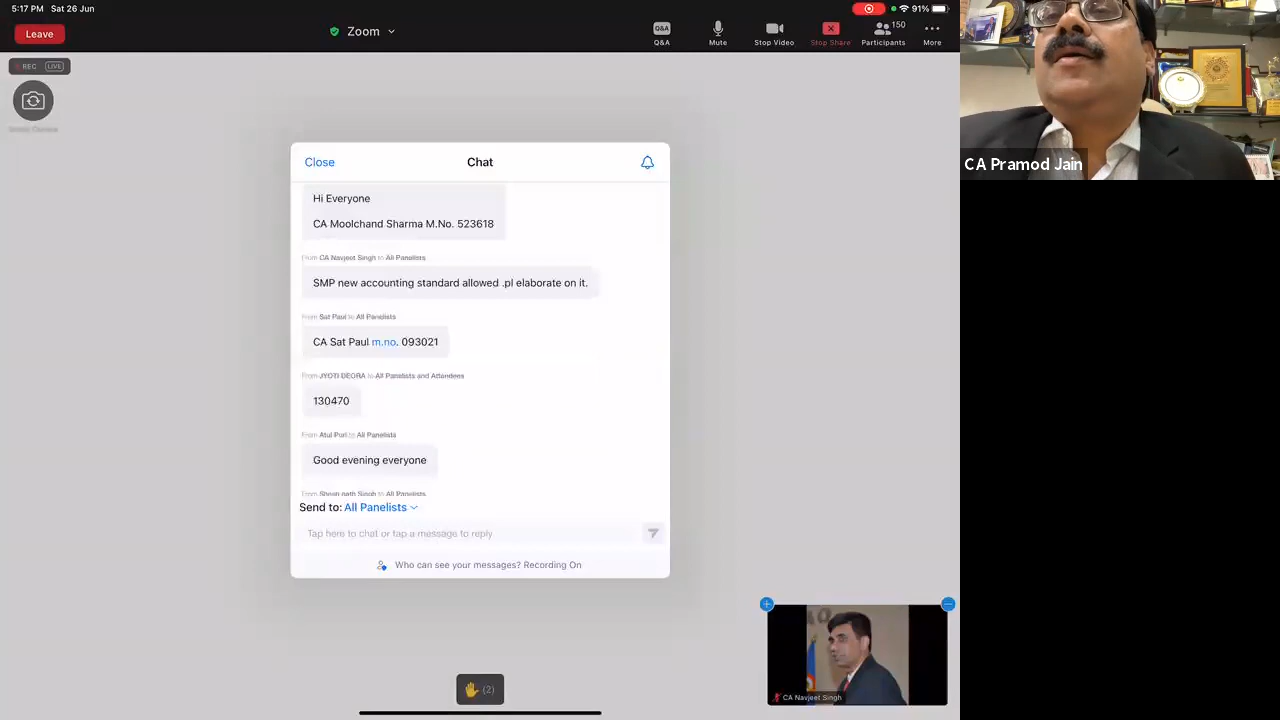 5:17 PM Sat 26 Jun
91%
Leave
Zoom
Q&A
Q&A
Mute
Stop Video
Stop Share
150
Participants
More
REC LIVE
Close
Chat
Hi Everyone
CA Moolchand Sharma M.No. 523618
From CA Navjeet Singh to All Panelists
SMP new accounting standard allowed .pl elaborate on it.
From Sat Paul to All Panelists
CA Sat Paul m.no. 093021
From JYOTI DEORA to All Panelists and Attendees
130470
From Atul Puri to All Panelists
Good evening everyone
Singh to All Panelists
Send to: All Panelists
Tap here to chat or tap a message to reply
Who can see your messages? Recording On
(2)
CA Navjeet Singh
CA Pramod Jain